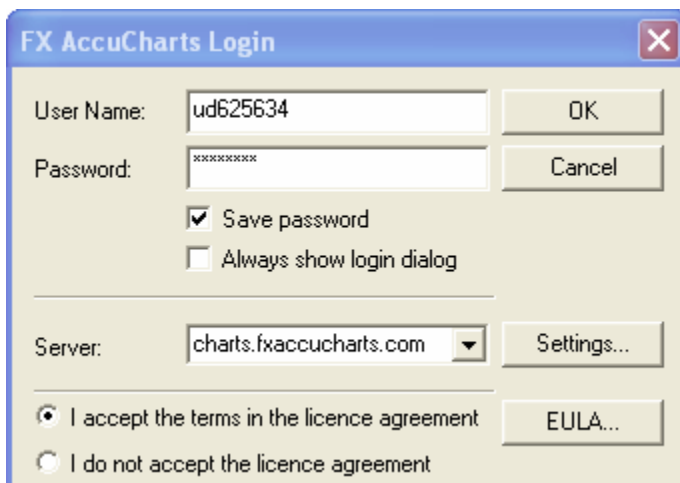 FX AccuCharts Login
User Name: ud625634 OK
Password: ******** Cancel
Save password
Always show login dialog
Server: charts.fxaccucharts.com Settings...
I accept the terms in the licence agreement EULA...
I do not accept the licence agreement